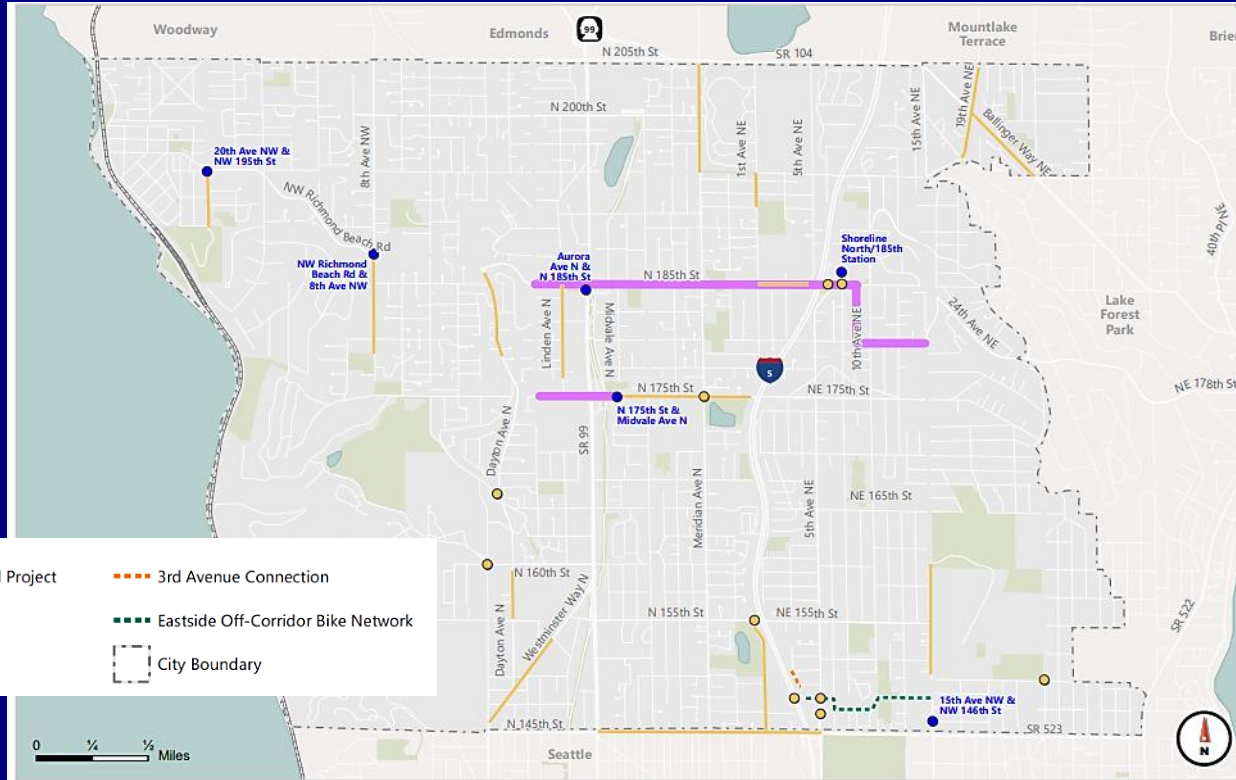 Woodway
Edmonds
99
N 205th St
SR 104
Mountlake
Terrace
Brier
N 200th St
15th Ave NE
19th Ave NE
Ballinger Way NE
8th Ave NW
1st Ave NE
5th Ave NE
20th Ave NW &
NW 195th St
NW Richmond Beach Rd
40th Pl NE
NW Richmond
Beach Rd &
8th Ave NW
Aurora
Ave N &
N 185th St
N 185th St
Shoreline
North/185th
Station
Linden Ave N
Midvale Ave N
10th Ave NE
24th Ave NE
Lake
Forest
Park
5
N 175th St
NE 175th St
NE 178th St
N 175th St &
Midvale Ave N
Dayton Ave N
SR 99
Meridian Ave N
5th Ave NE
NE 165th St
N 160th St
Project
3rd Avenue Connection
Eastside Off-Corridor Bike Network
City Boundary
Dayton Ave N
Westminster Way N
N 155th St
NE 155th St
SR 522
15th Ave NW &
NW 146th St
N 145th St
SR 523
Seattle
0 ¼ ½ Miles
N